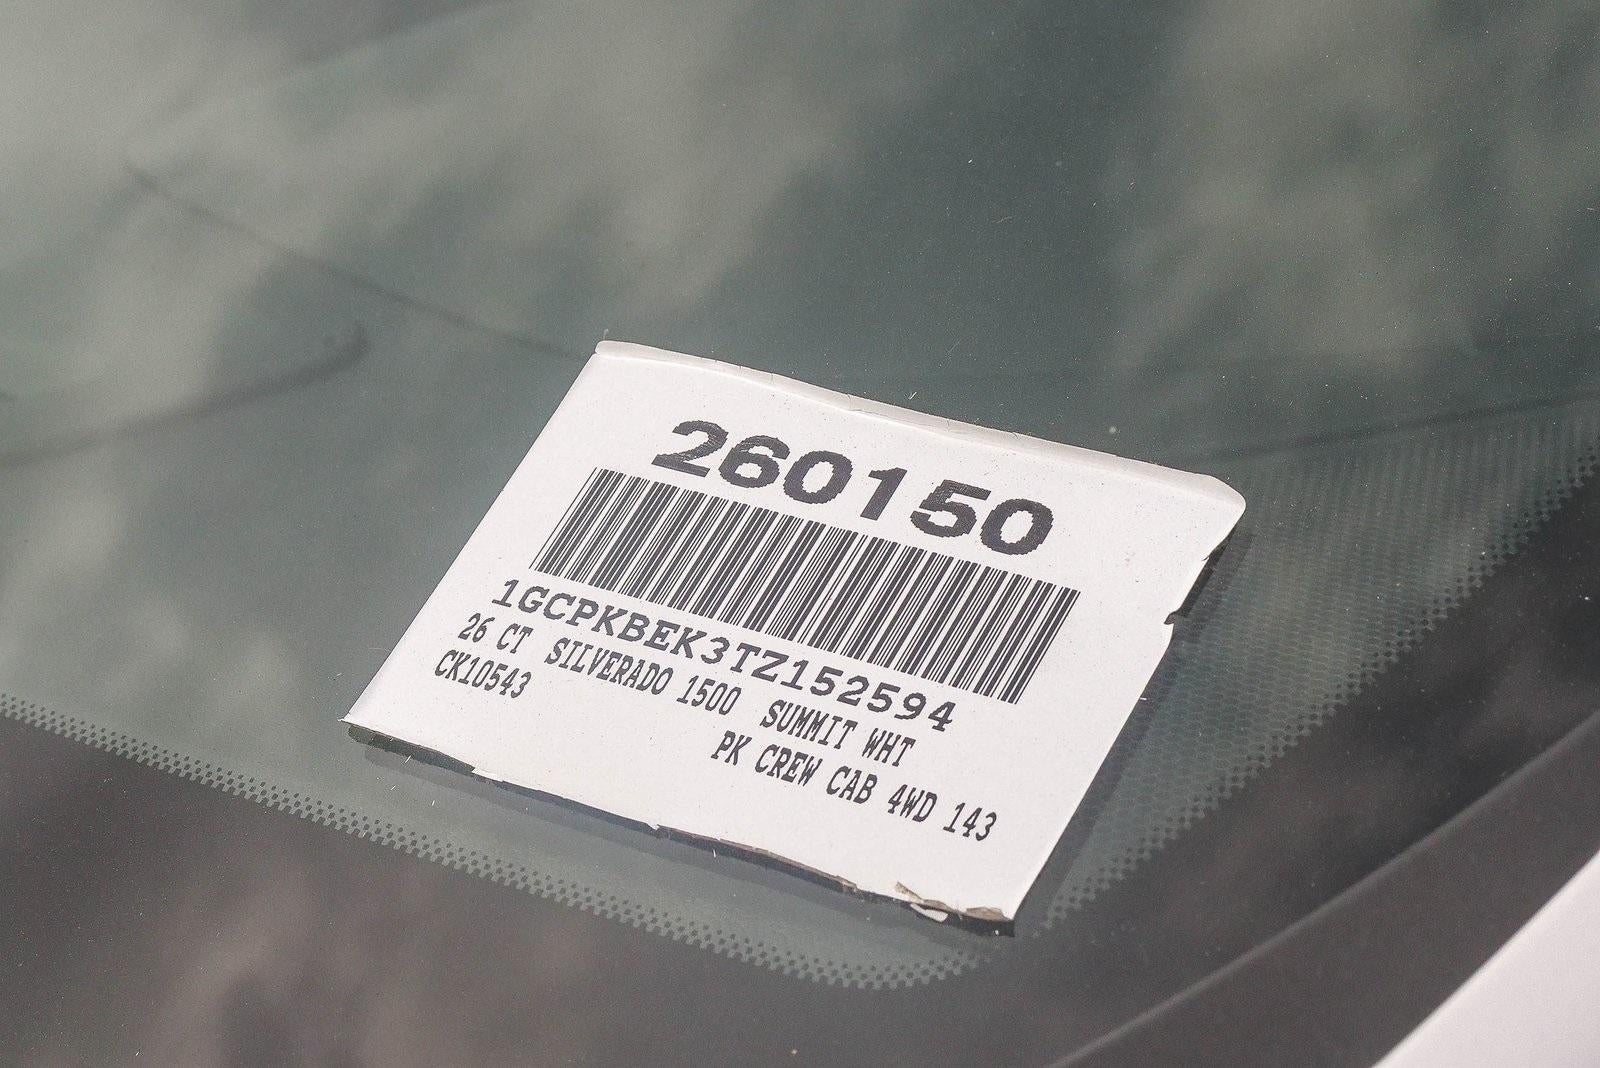 260150
1GCPKBEK3TZ152594
26 CT SILVERADO 1500 SUMMIT WHT
CK10543 PK CREW CAB 4WD 143